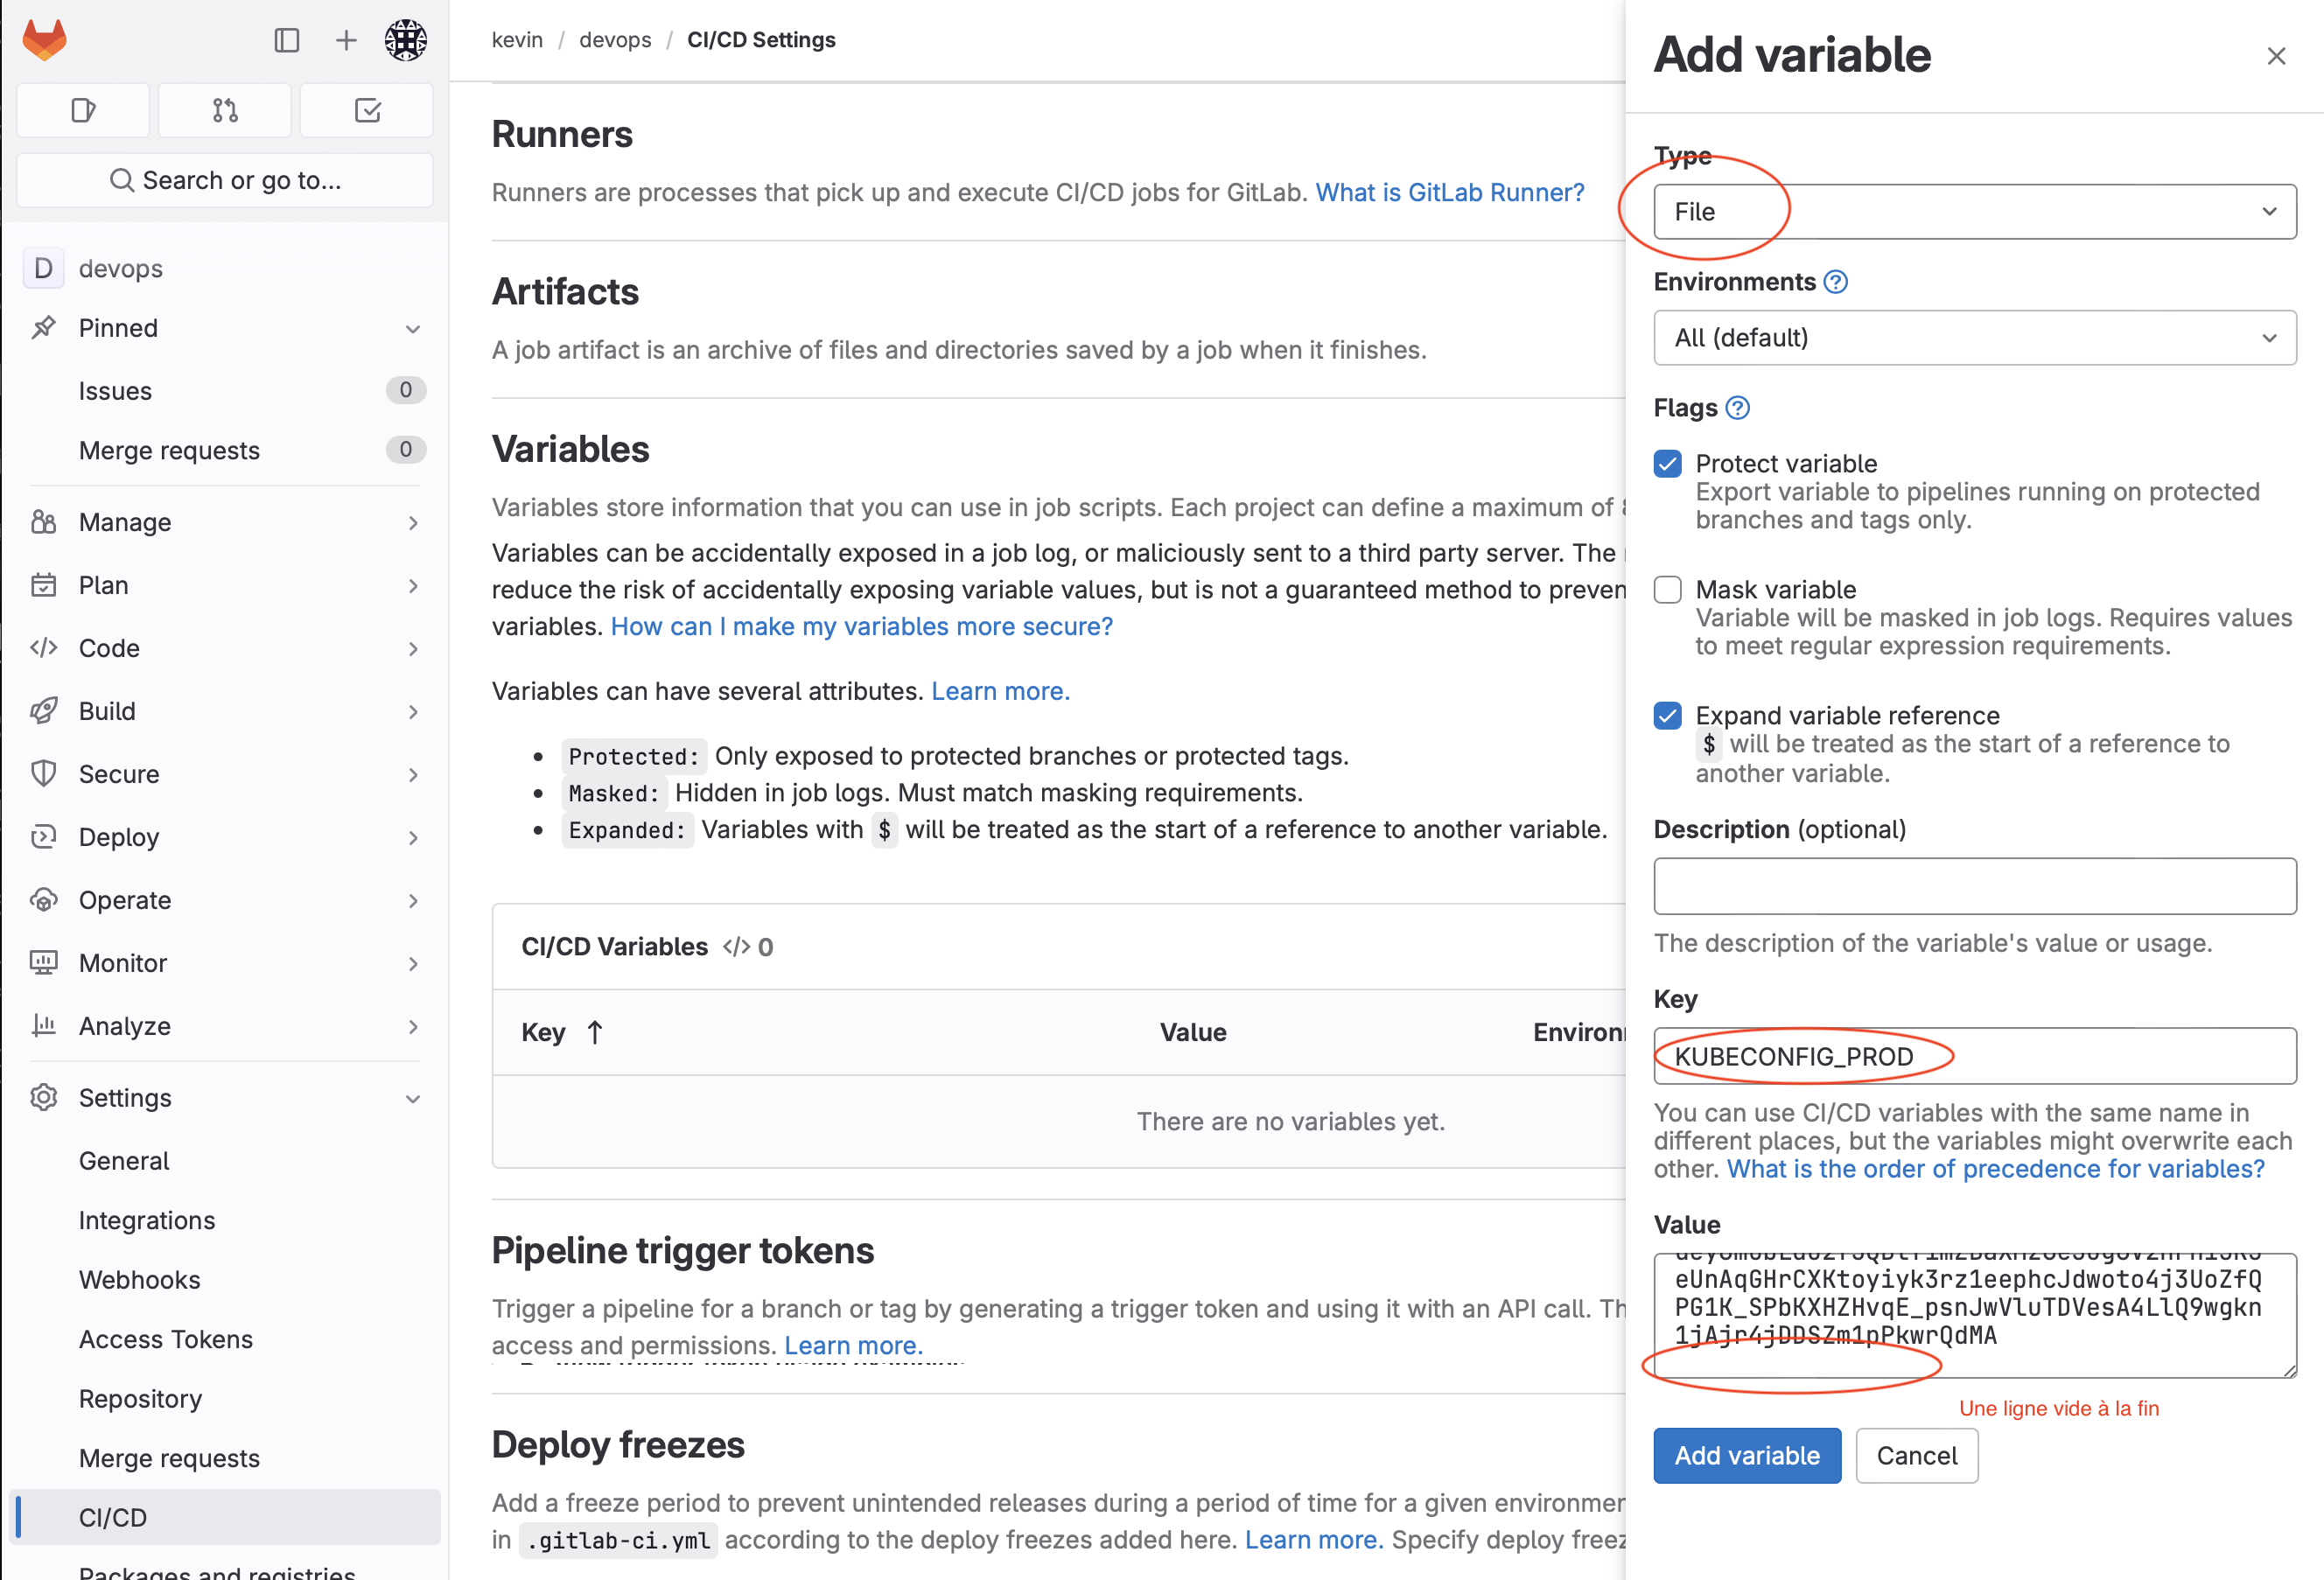 Search or go to...
D devops
Pinned
Issues 0
Merge requests 0
Manage
Plan
Code
Build
Secure
Deploy
Operate
Monitor
Analyze
Settings
General
Integrations
Webhooks
Access Tokens
Repository
Merge requests
CI/CD
Packages and registries
kevin / devops / CI/CD Settings
Runners
Runners are processes that pick up and execute CI/CD jobs for GitLab. What is GitLab Runner?
Artifacts
A job artifact is an archive of files and directories saved by a job when it finishes.
Variables
Variables store information that you can use in job scripts. Each project can define a maximum of
Variables can be accidentally exposed in a job log, or maliciously sent to a third party server. The
reduce the risk of accidentally exposing variable values, but is not a guaranteed method to preven
variables. How can I make my variables more secure?
Variables can have several attributes. Learn more.
Protected: Only exposed to protected branches or protected tags.
Masked: Hidden in job logs. Must match masking requirements.
Expanded: Variables with $ will be treated as the start of a reference to another variable.
CI/CD Variables </> 0
Key ↑ Value Environ
There are no variables yet.
Pipeline trigger tokens
Trigger a pipeline for a branch or tag by generating a trigger token and using it with an API call. Th
access and permissions. Learn more.
Deploy freezes
Add a freeze period to prevent unintended releases during a period of time for a given environmen
in .gitlab-ci.yml according to the deploy freezes added here. Learn more. Specify deploy freez
Add variable
Type
File
Environments
All (default)
Flags
Protect variable
Export variable to pipelines running on protected
branches and tags only.
Mask variable
Variable will be masked in job logs. Requires values
to meet regular expression requirements.
Expand variable reference
$ will be treated as the start of a reference to
another variable.
Description (optional)
The description of the variable's value or usage.
Key
KUBECONFIG_PROD
You can use CI/CD variables with the same name in
different places, but the variables might overwrite each
other. What is the order of precedence for variables?
Value
eUnAqGHrCXKtoyiyk3rz1eephcJdwoto4j3UoZfQ
PG1K_SPbKXHZHvqE_psnJwVluTDVesA4LlQ9wgkn
1jAjr4jDDSZm1pPkwrQdMA
Une ligne vide à la fin
Add variable Cancel